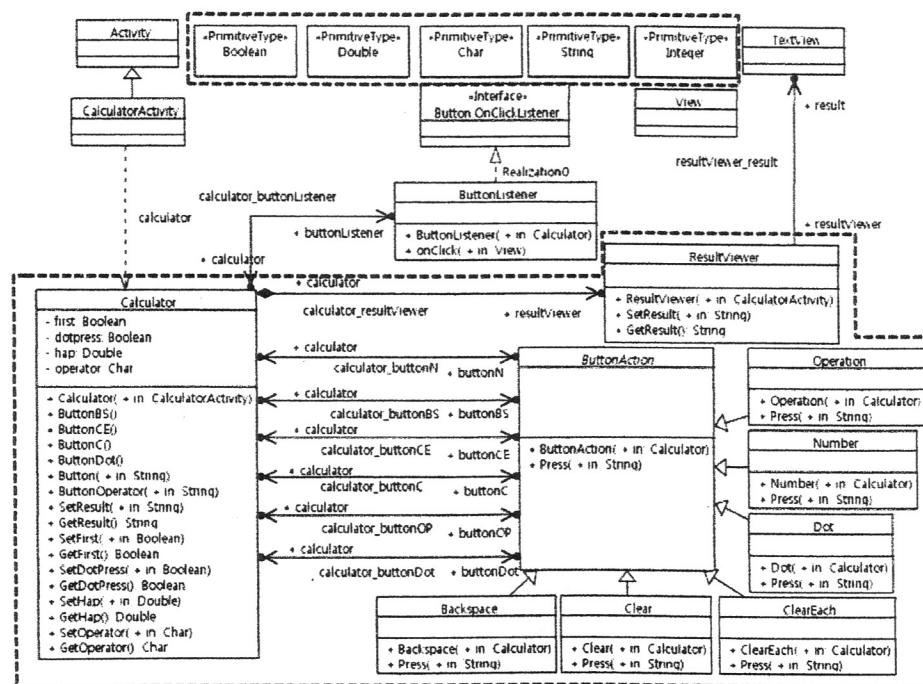 Activity
«PrimitiveType»
Boolean
«PrimitiveType»
Double
«PrimitiveType»
Char
«PrimitiveType»
String
«PrimitiveType»
Integer
TextView
CalculatorActivity
«Interface»
Button.OnClickListener
View
+ result
Realization0
resultViewer_result
calculator_buttonListener
ButtonListener
calculator
+ buttonListener
+ ButtonListener( + in Calculator)
+ onClick( + in View)
+ resultViewer
+ calculator
ResultViewer
+ ResultViewer( + in CalculatorActivity)
+ SetResult( + in String)
+ GetResult() String
+ calculator
calculator_resultViewer
+ resultViewer
Calculator
- first Boolean
- dotpress: Boolean
- hap: Double
- operator Char
+ Calculator( + in CalculatorActivity)
+ ButtonBS()
+ ButtonCE()
+ ButtonC()
+ ButtonDot()
+ Button( + in String)
+ ButtonOperator( + in String)
+ SetResult( + in String)
+ GetResult() String
+ SetFirst( + in Boolean)
+ GetFirst() Boolean
+ SetDotPress( + in Boolean)
+ GetDotPress() Boolean
+ SetHap( + in Double)
+ GetHap() Double
+ SetOperator( + in Char)
+ GetOperator() Char
+ calculator
calculator_buttonN
+ buttonN
+ calculator
calculator_buttonBS
+ buttonBS
+ calculator
calculator_buttonCE
+ buttonCE
+ calculator
calculator_buttonC
+ buttonC
+ calculator
calculator_buttonOP
+ buttonOP
+ calculator
calculator_buttonDot
+ buttonDot
ButtonAction
+ ButtonAction( + in Calculator)
+ Press( + in String)
Operation
+ Operation( + in Calculator)
+ Press( + in String)
Number
+ Number( + in Calculator)
+ Press( + in String)
Dot
+ Dot( + in Calculator)
+ Press( + in String)
Backspace
+ Backspace( + in Calculator)
+ Press( + in String)
Clear
+ Clear( + in Calculator)
+ Press( + in String)
ClearEach
+ ClearEach( + in Calculator)
+ Press( + in String)